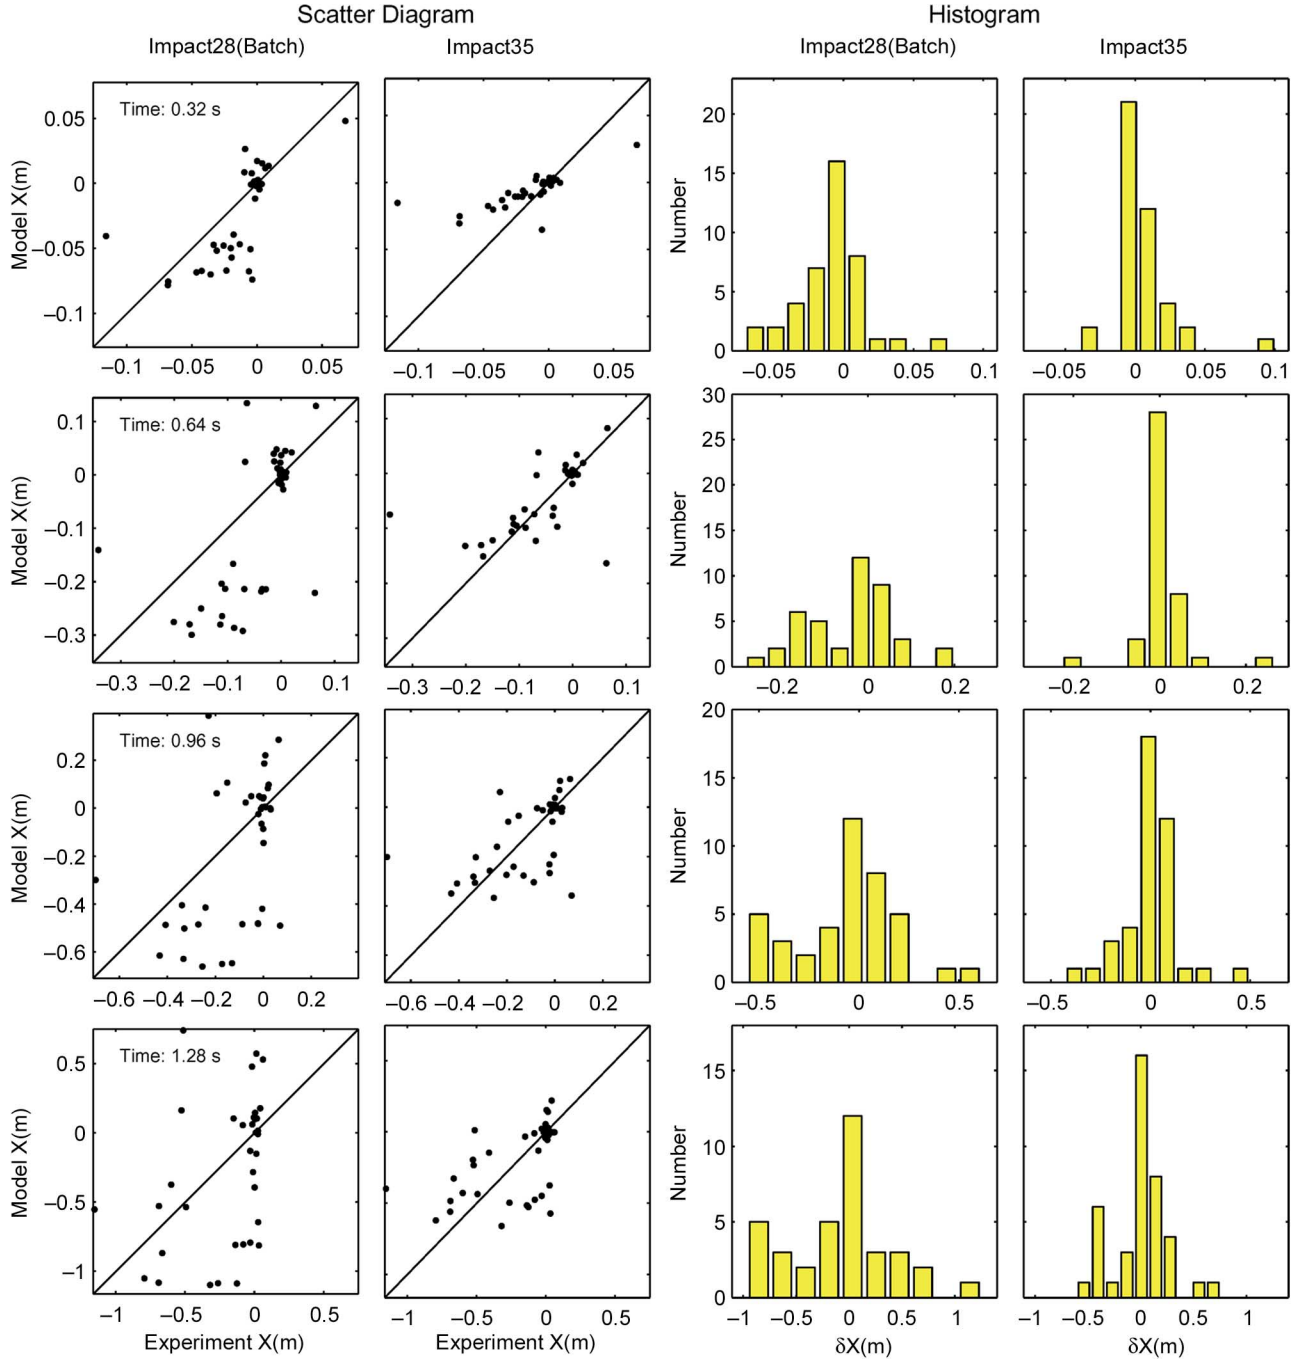 Scatter Diagram Histogram
Impact28(Batch) Impact35 Impact28(Batch) Impact35
Time: 0.32 s
Model X(m)
0.05
0
−0.05
−0.1
Number
20
15
10
5
0
−0.1 −0.05 0 0.05
−0.1 −0.05 0 0.05
−0.05 0 0.05 0.1
−0.05 0 0.05 0.1
Time: 0.64 s
Model X(m)
0.1
0
−0.1
−0.2
−0.3
Number
30
25
20
15
10
5
0
−0.3 −0.2 −0.1 0 0.1
−0.3 −0.2 −0.1 0 0.1
−0.2 0 0.2
−0.2 0 0.2
Time: 0.96 s
Model X(m)
0.2
0
−0.2
−0.4
−0.6
Number
20
15
10
5
0
−0.6 −0.4 −0.2 0 0.2
−0.6 −0.4 −0.2 0 0.2
−0.5 0 0.5
−0.5 0 0.5
Time: 1.28 s
Model X(m)
0.5
0
−0.5
−1
Number
15
10
5
0
−1 −0.5 0 0.5
−1 −0.5 0 0.5
−1 −0.5 0 0.5 1
−1 −0.5 0 0.5 1
Experiment X(m) Experiment X(m) δX(m) δX(m)